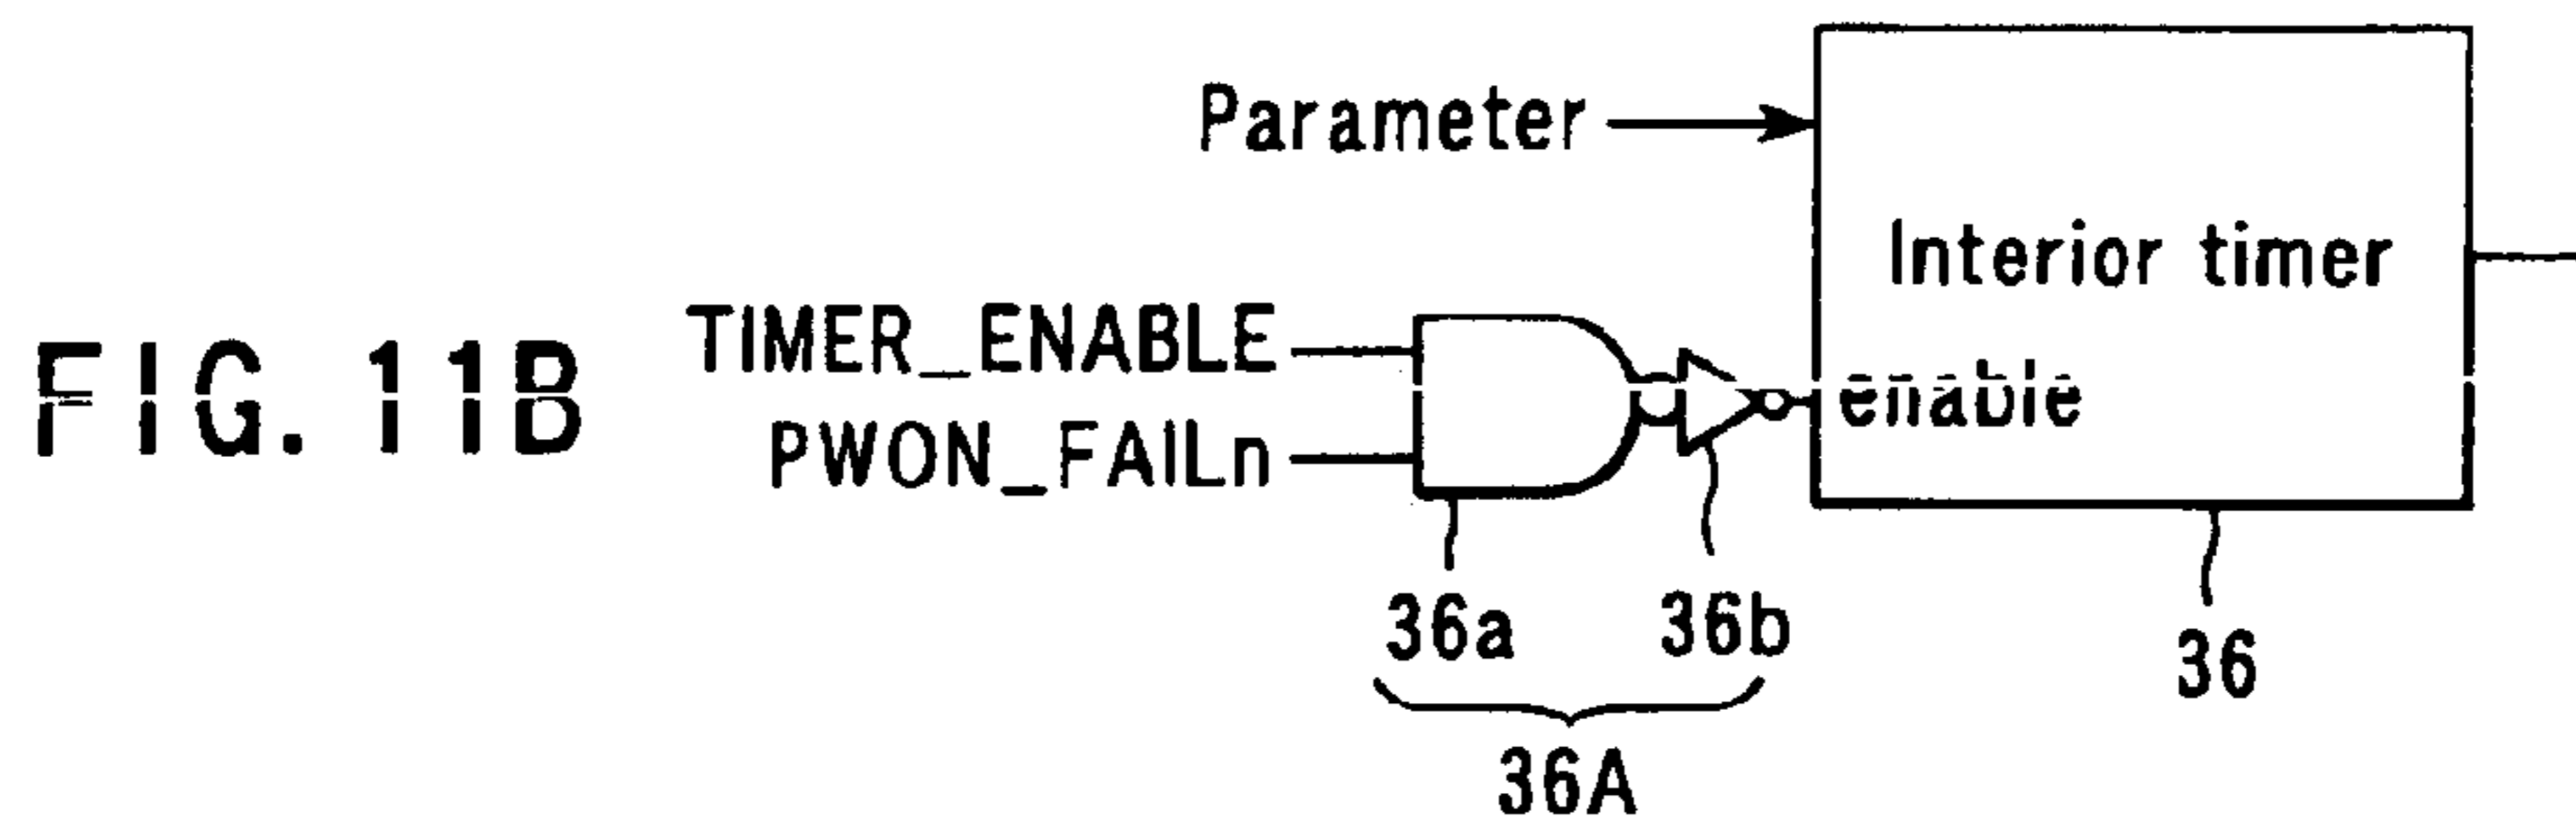 Parameter
Interior timer
FIG. 11B
TIMER_ENABLE
PWON_FAILn
enable
36a
36b
36
36A